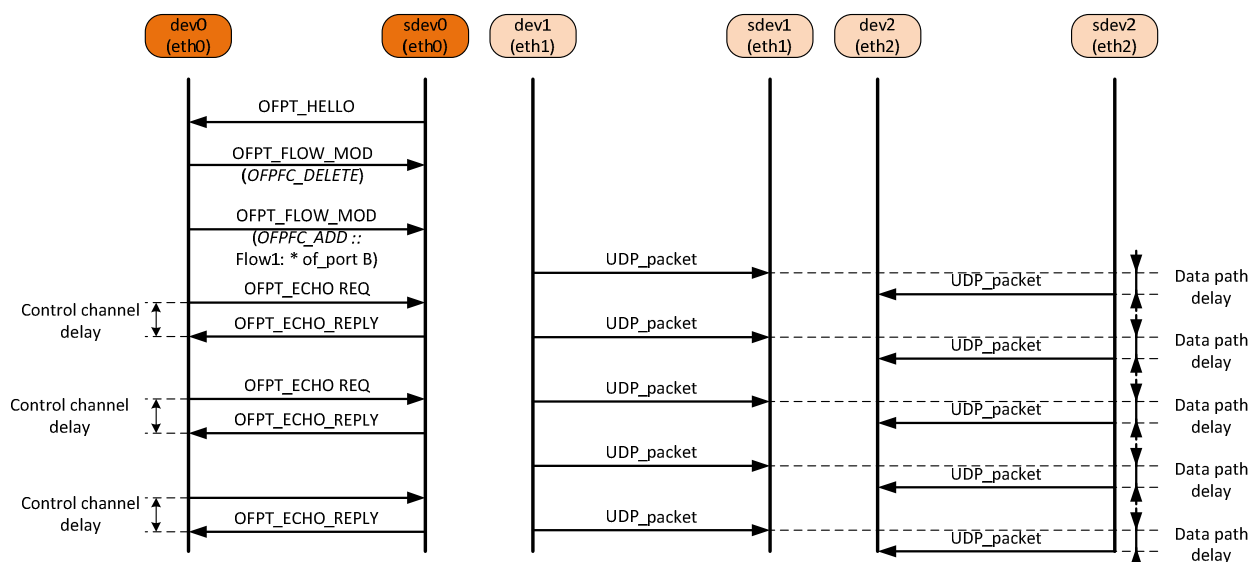 dev0
(eth0)
sdev0
(eth0)
dev1
(eth1)
sdev1
(eth1)
dev2
(eth2)
sdev2
(eth2)
OFPT_HELLO
OFPT_FLOW_MOD
(OFPFC_DELETE)
OFPT_FLOW_MOD
(OFPFC_ADD ::
Flow1: * of_port B)
OFPT_ECHO REQ
Control channel
delay
OFPT_ECHO_REPLY
OFPT_ECHO REQ
Control channel
delay
OFPT_ECHO_REPLY
Control channel
delay
OFPT_ECHO_REPLY
UDP_packet
UDP_packet
Data path
delay
UDP_packet
UDP_packet
Data path
delay
UDP_packet
UDP_packet
Data path
delay
UDP_packet
UDP_packet
Data path
delay
UDP_packet
UDP_packet
Data path
delay